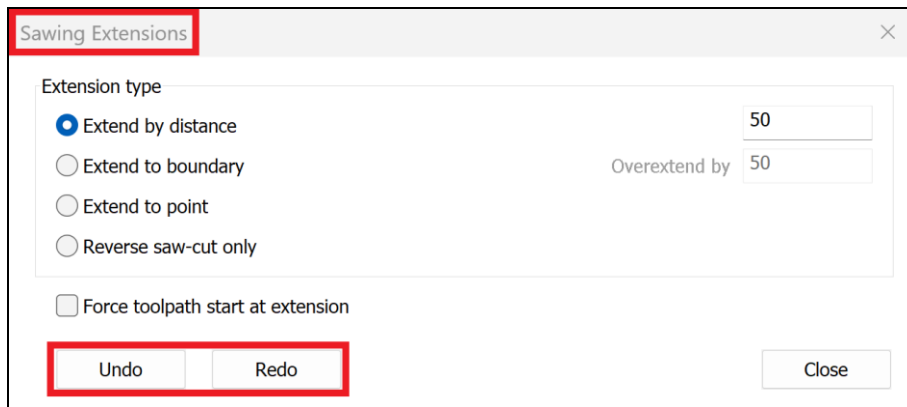 Sawing Extensions
Extension type
Extend by distance 50
Extend to boundary Overextend by 50
Extend to point
Reverse saw-cut only
Force toolpath start at extension
Undo Redo Close